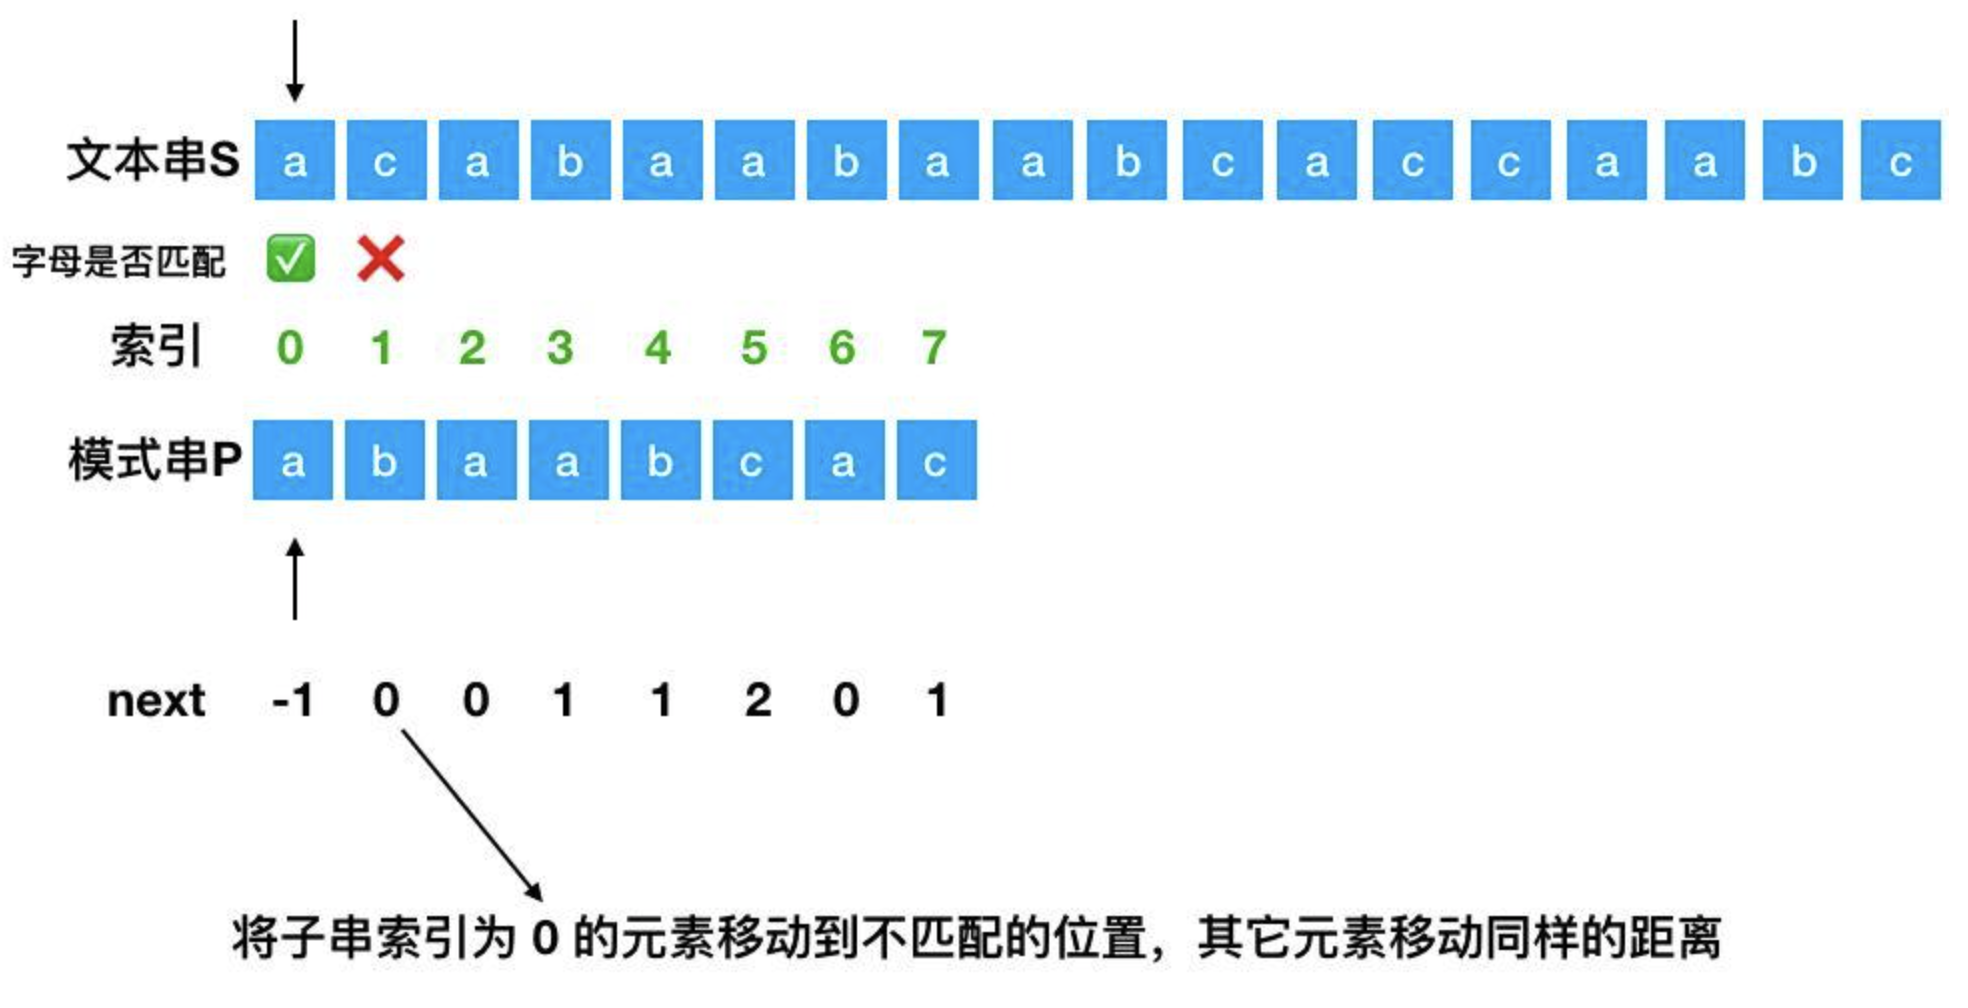 文本串S a c a b a a b a a b c a c c a a b c
字母是否匹配
索引 0 1 2 3 4 5 6 7
模式串P a b a a b c a c
next -1 0 0 1 1 2 0 1
将子串索引为 0 的元素移动到不匹配的位置，其它元素移动同样的距离